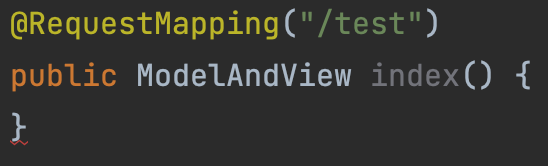 @RequestMapping("/test")
public ModelAndView index() {
}